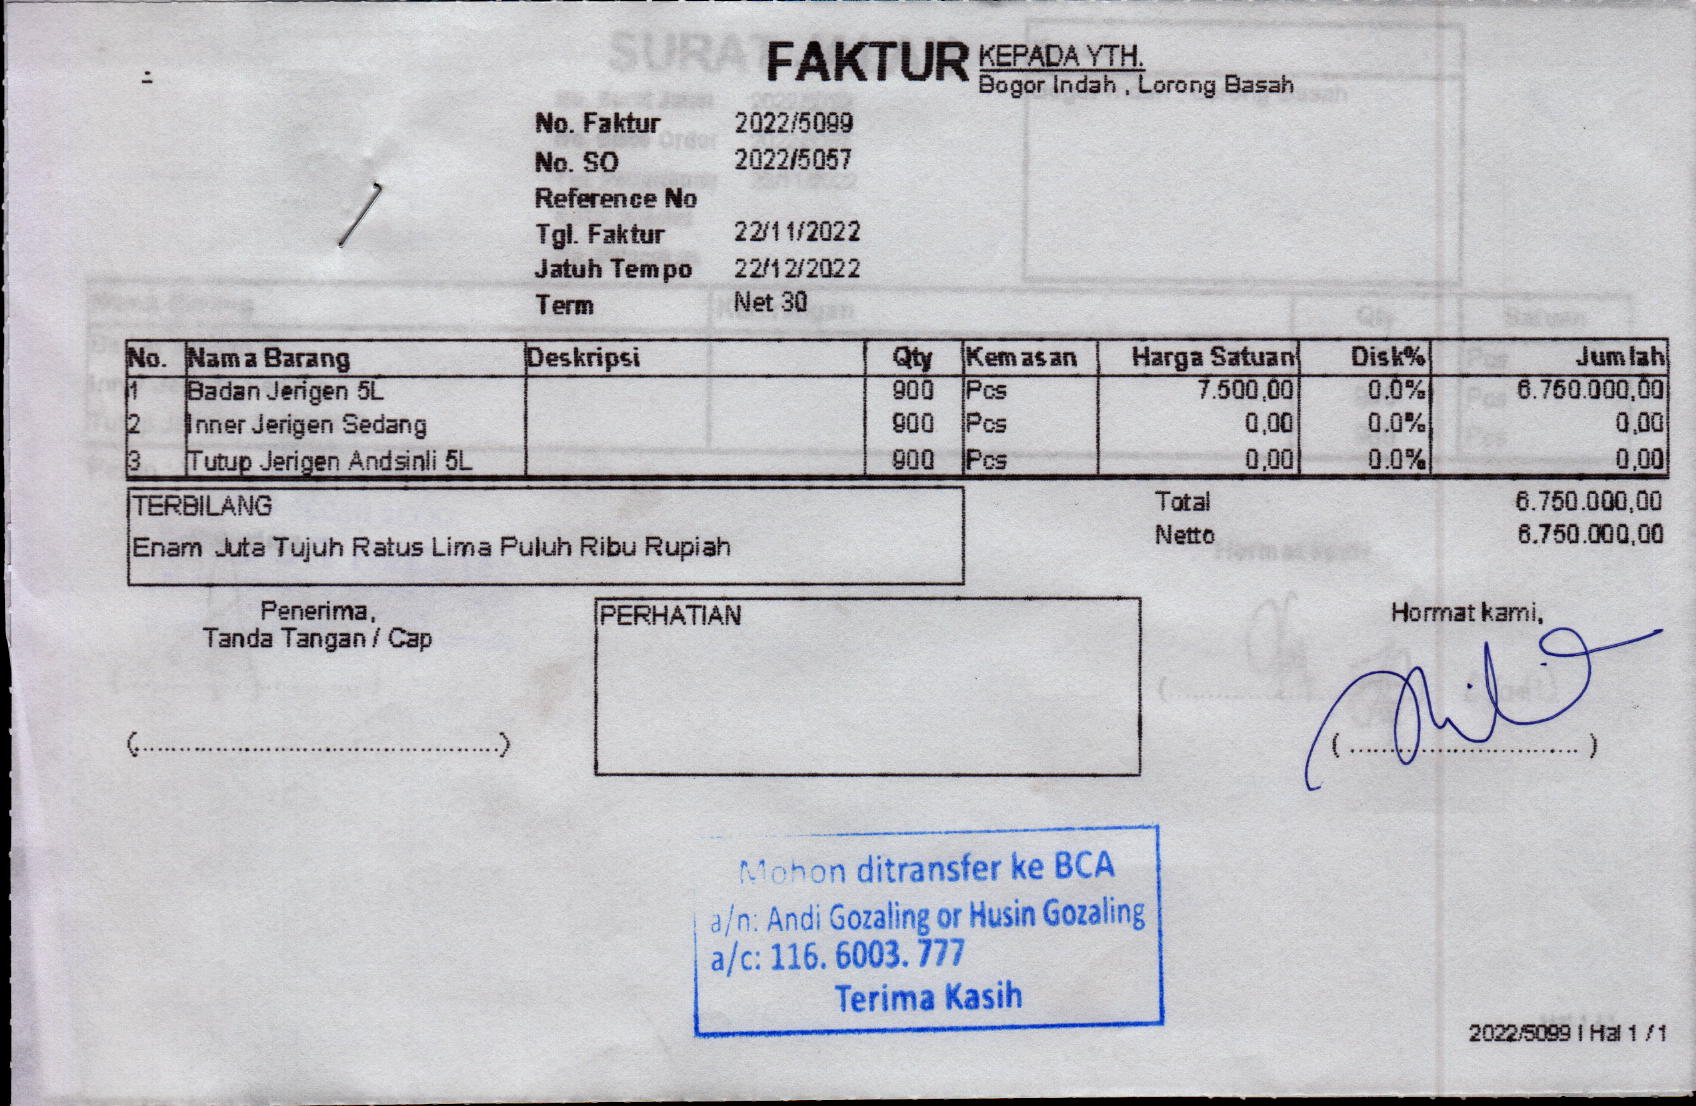 FAKTUR
KEPADA YTH.
Bogor Indah , Lorong Basah
No. Faktur 2022/5099
No. SO 2022/5057
Reference No
Tgl. Faktur 22/11/2022
Jatuh Tempo 22/12/2022
Term Net 30
No. Nama Barang Deskripsi Qty Kemasan Harga Satuan Disk% Jumlah
1 Badan Jerigen 5L 900 Pcs 7.500,00 0.0% 6.750.000,00
2 Inner Jerigen Sedang 900 Pcs 0,00 0.0% 0,00
3 Tutup Jerigen Andsinli 5L 900 Pcs 0,00 0.0% 0,00
TERBILANG
Enam Juta Tujuh Ratus Lima Puluh Ribu Rupiah
Total 6.750.000,00
Netto 6.750.000,00
Penerima,
Tanda Tangan / Cap
PERHATIAN
Hormat kami,
(................................................)
( .............................. )
Mohon ditransfer ke BCA
a/n: Andi Gozaling or Husin Gozaling
a/c: 116. 6003. 777
Terima Kasih
2022/5099 | Hal 1 / 1